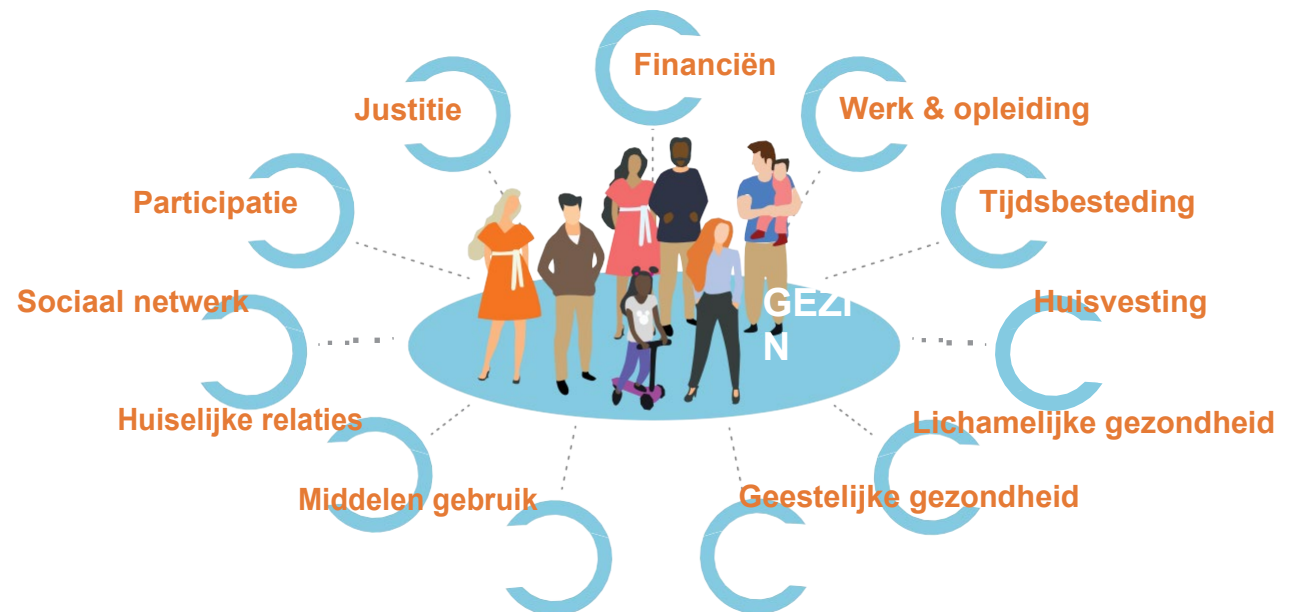 Financiën
Justitie
Werk & opleiding
Participatie
Tijdsbesteding
Sociaal netwerk
GEZI
N
Huisvesting
Huiselijke relaties
Lichamelijke gezondheid
Middelen gebruik
Geestelijke gezondheid